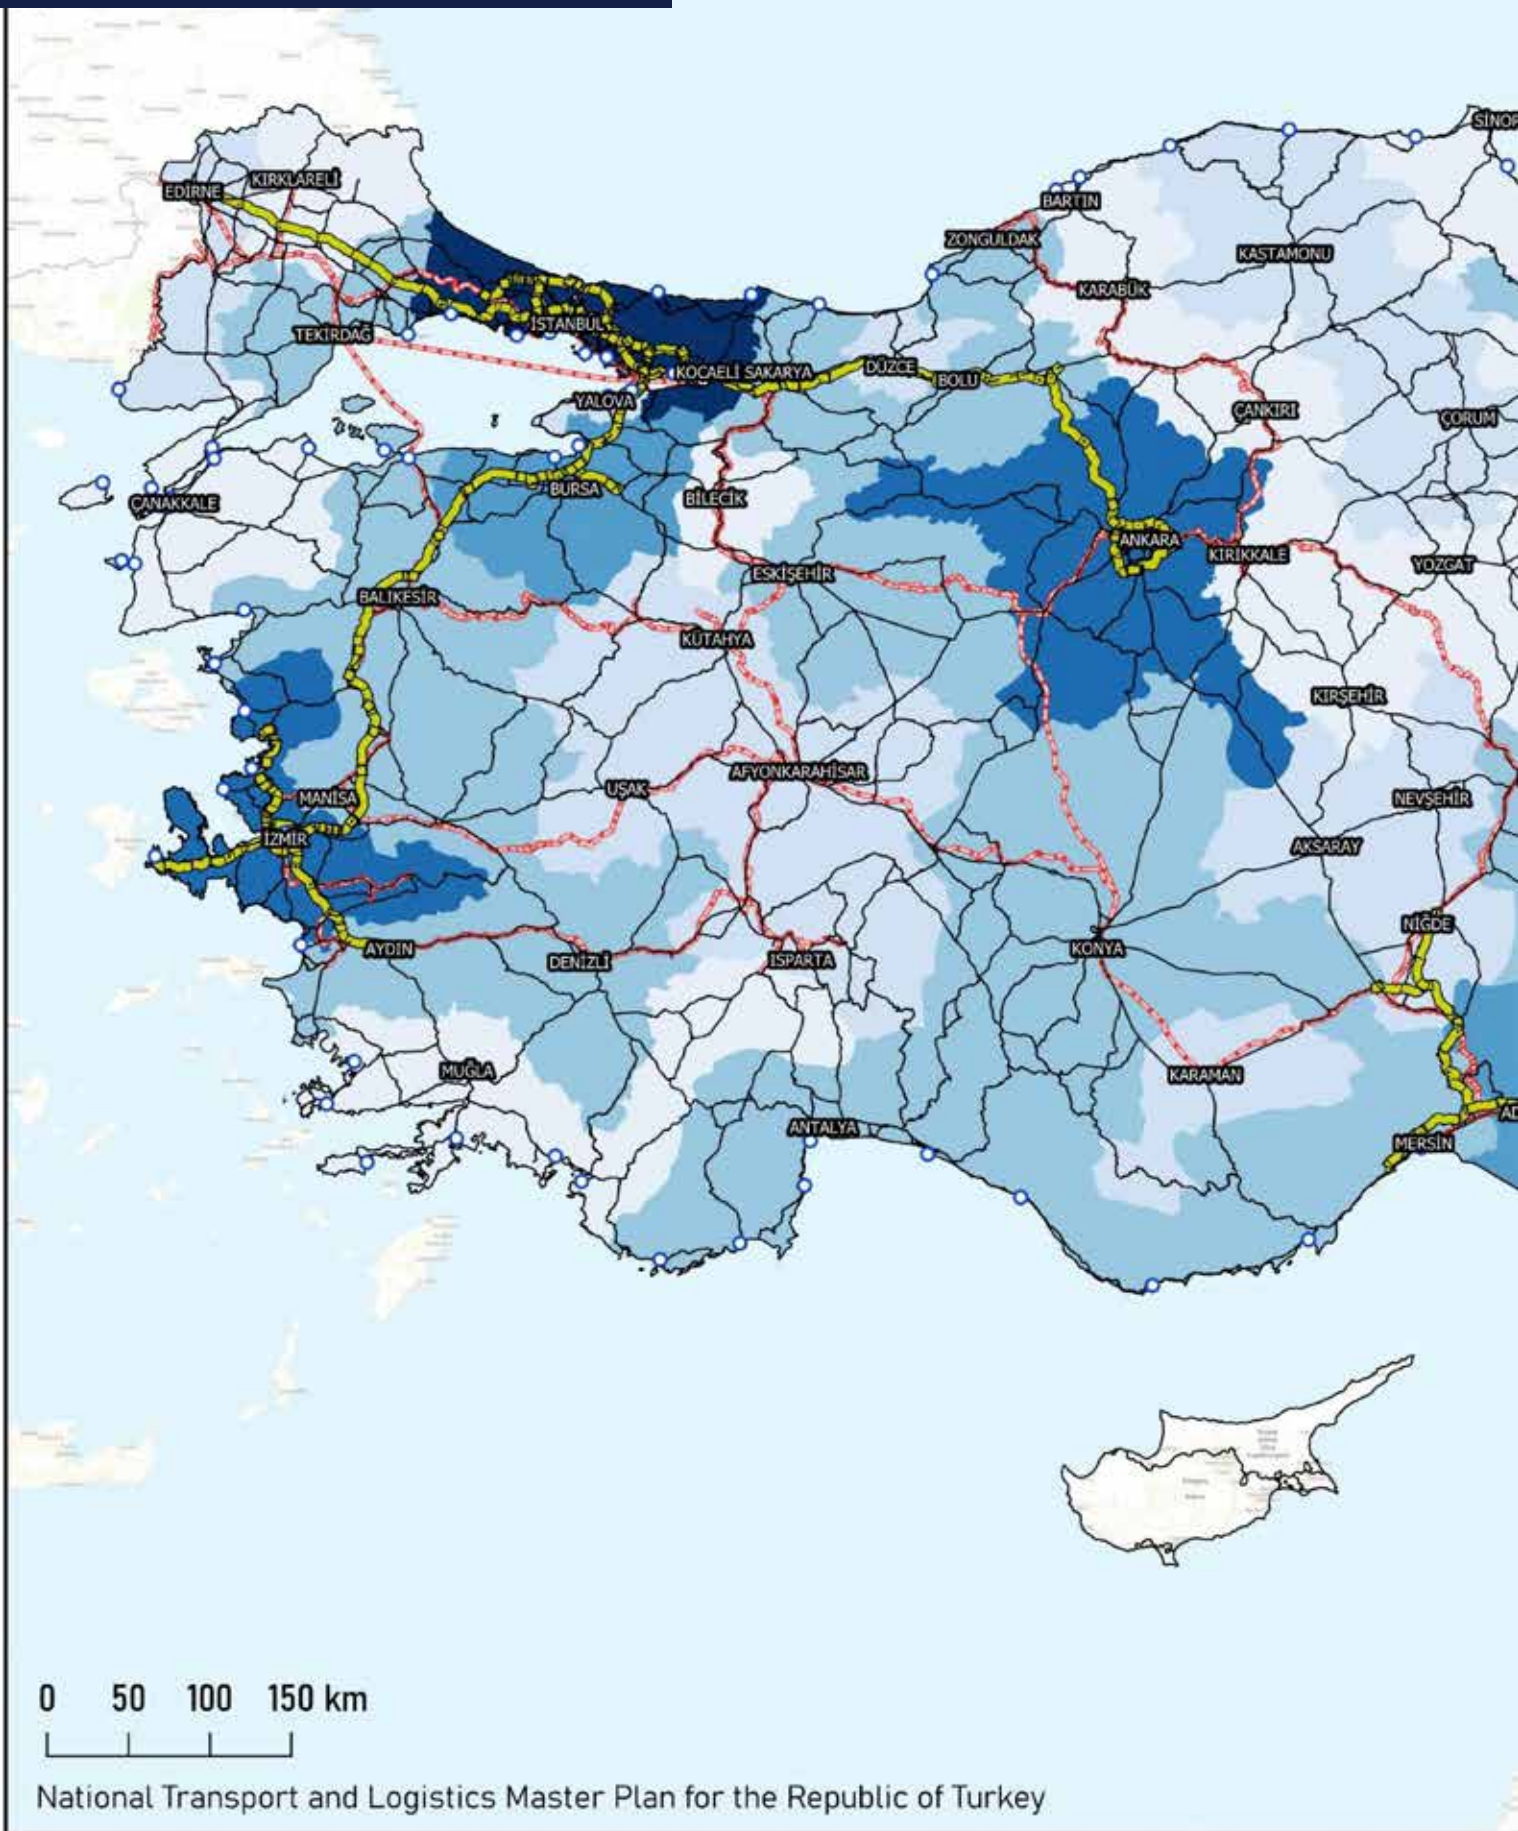 SİNOP
BARTIN
KIRKLARELİ
EDİRNE
ZONGULDAK
KASTAMONU
KARABÜK
İSTANBUL
TEKİRDAĞ
KOCAELİ SAKARYA
DÜZCE
BOLU
YALOVA
ÇANKIRI
ÇORUM
BURSA
BİLECİK
ÇANAKKALE
ANKARA
KIRIKKALE
YOZGAT
ESKİŞEHİR
BALIKESİR
KÜTAHYA
KIRŞEHİR
AFYONKARAHİSAR
UŞAK
MANİSA
NEVŞEHİR
İZMİR
AKSARAY
NİĞDE
AYDIN
DENİZLİ
ISPARTA
KONYA
MUĞLA
KARAMAN
AD
ANTALYA
MERSİN
0 50 100 150 km
National Transport and Logistics Master Plan for the Republic of Turkey